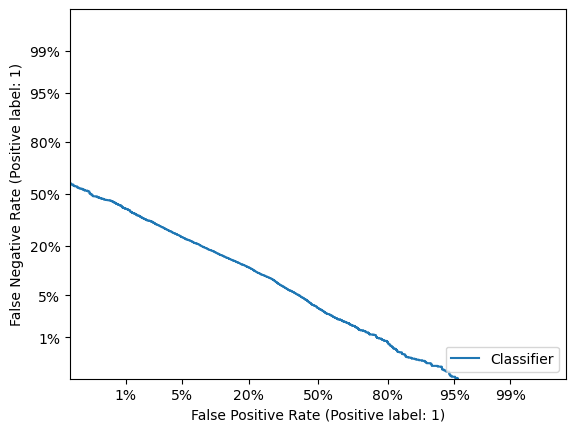 99%
95%
80%
50%
20%
5%
1%
False Negative Rate (Positive label: 1)
Classifier
1% 5% 20% 50% 80% 95% 99%
False Positive Rate (Positive label: 1)